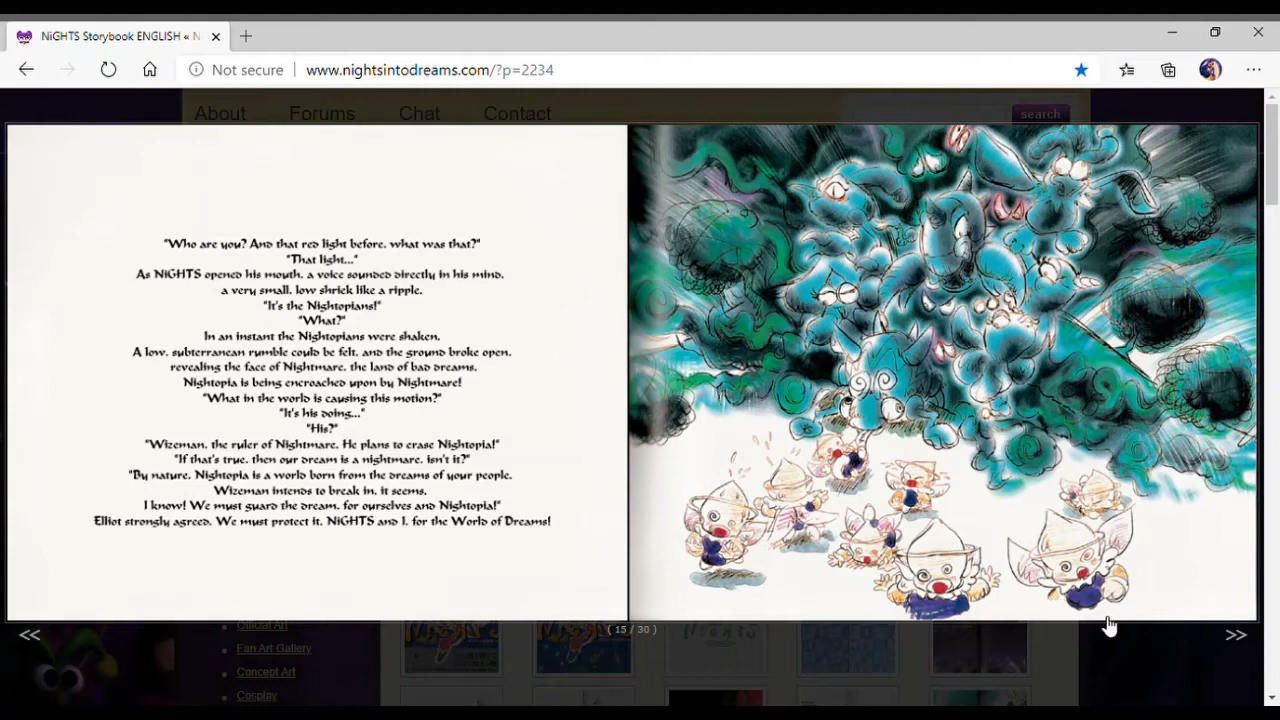 NiGHTS Storybook ENGLISH « N
Not secure
www.nightsintodreams.com/?p=2234
About
Forums
Chat
Contact
search
"Who are you? And that red light before, what was that?"
"That light..."
As NiGHTS opened his mouth, a voice sounded directly in his mind,
a very small, low shriek like a ripple.
"It's the Nightopians!"
"What?"
In an instant the Nightopians were shaken.
A low, subterranean rumble could be felt, and the ground broke open,
revealing the face of Nightmare, the land of bad dreams.
Nightopia is being encroached upon by Nightmare!
"What in the world is causing this motion?"
"It's his doing..."
"His?"
"Wizeman, the ruler of Nightmare. He plans to erase Nightopia!"
"If that's true, then our dream is a nightmare, isn't it?"
"By nature, Nightopia is a world born from the dreams of your people.
Wizeman intends to break in, it seems.
I know! We must guard the dream, for ourselves and Nightopia!"
Elliot strongly agreed. We must protect it, NiGHTS and I, for the World of Dreams!
<<
( 15 / 30 )
>>
Official Art
Fan Art Gallery
Concept Art
Cosplay